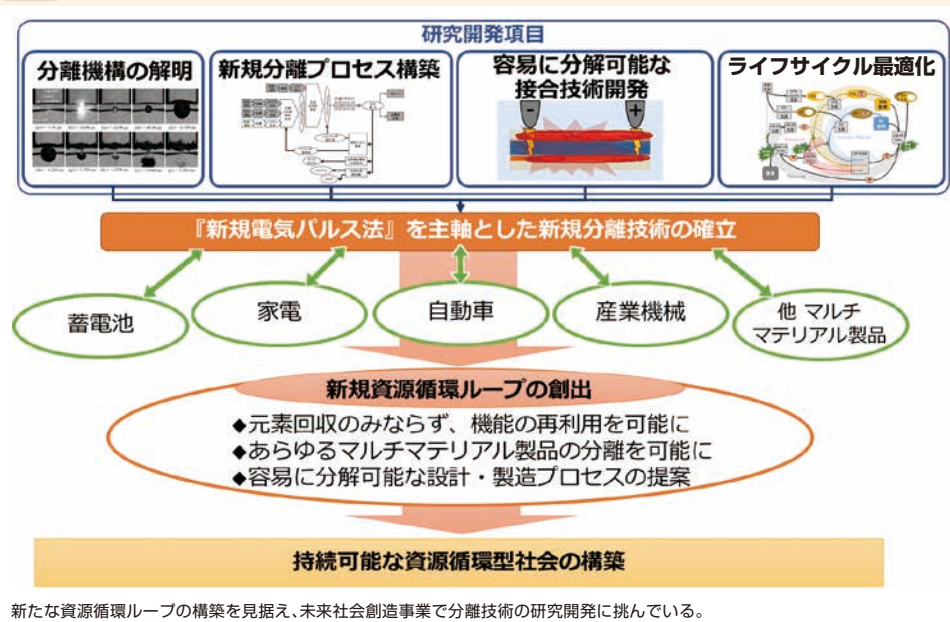 研究開発項目
分離機構の解明
新規分離プロセス構築
容易に分解可能な
接合技術開発
ライフサイクル最適化
-
+
『新規電気パルス法』を主軸とした新規分離技術の確立
蓄電池
家電
自動車
産業機械
他 マルチ
マテリアル製品
新規資源循環ループの創出
◆元素回収のみならず、機能の再利用を可能に
◆あらゆるマルチマテリアル製品の分離を可能に
◆容易に分解可能な設計・製造プロセスの提案
持続可能な資源循環型社会の構築
新たな資源循環ループの構築を見据え、未来社会創造事業で分離技術の研究開発に挑んでいる。